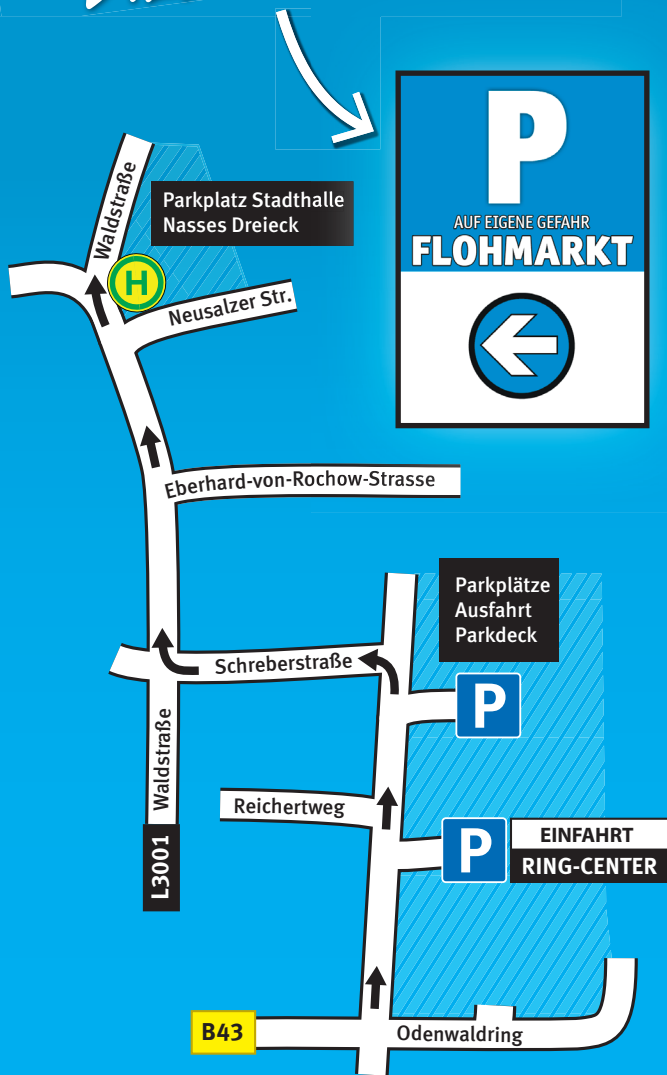 P
AUF EIGENE GEFAHR
FLOHMARKT
Waldstraße
Parkplatz Stadthalle
Nasses Dreieck
H
Neusalzer Str.
Eberhard-von-Rochow-Strasse
Parkplätze
Ausfahrt
Parkdeck
Schreberstraße
P
Waldstraße
Reichertweg
L3001
P
EINFAHRT
RING-CENTER
B43
Odenwaldring